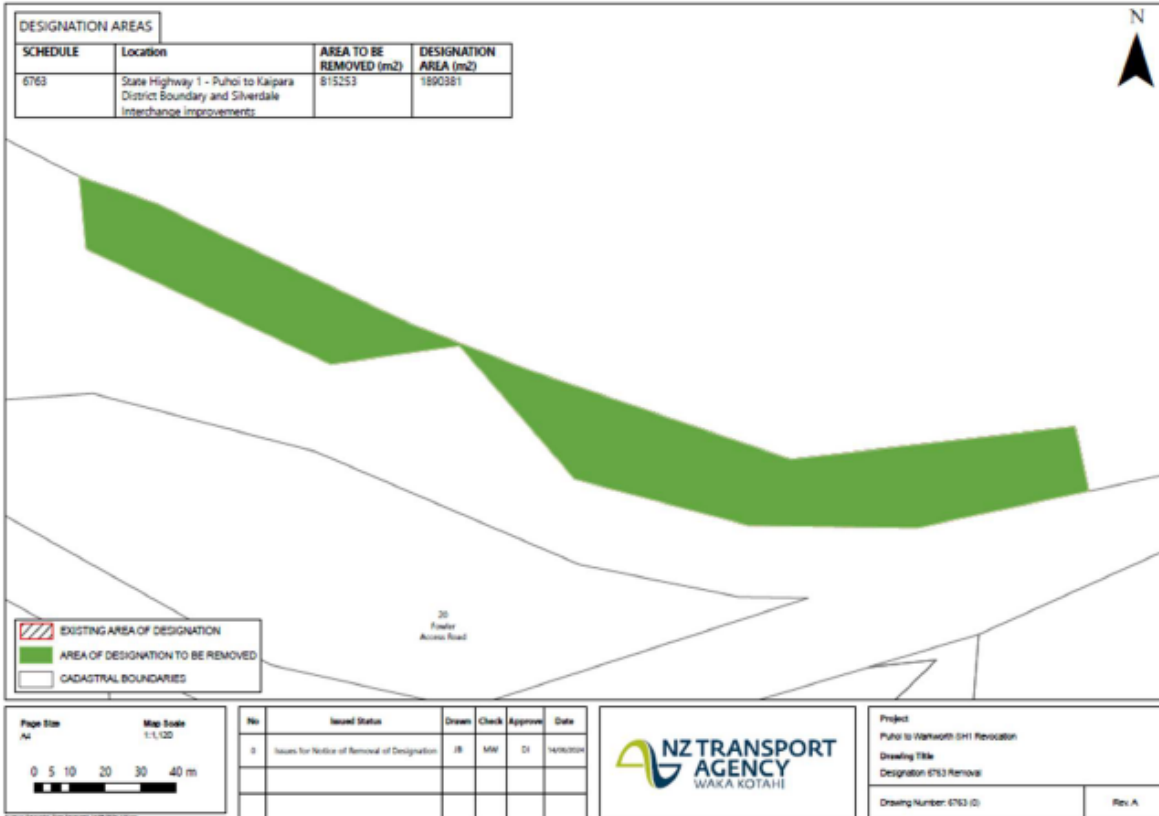 DESIGNATION AREAS
SCHEDULE Location AREA TO BE REMOVED (m2) DESIGNATION AREA (m2)
6763 State Highway 1 - Puhoi to Kaipara District Boundary and Silverdale Interchange improvements 815253 1890381
N
20
Fowler
Access Road
EXISTING AREA OF DESIGNATION
AREA OF DESIGNATION TO BE REMOVED
CADASTRAL BOUNDARIES
Page Size Map Scale
A4 1:1,120
0 5 10 20 30 40 m
No Issued Status Drawn Check Approve Date
0 Issues for Notice of Removal of Designation JB MW DI
NZ TRANSPORT
AGENCY
WAKA KOTAHI
Project
Puhoi to Warkworth SH1 Revocation
Drawing Title
Designation 6763 Removal
Drawing Number: 6763 (0) Rev. A